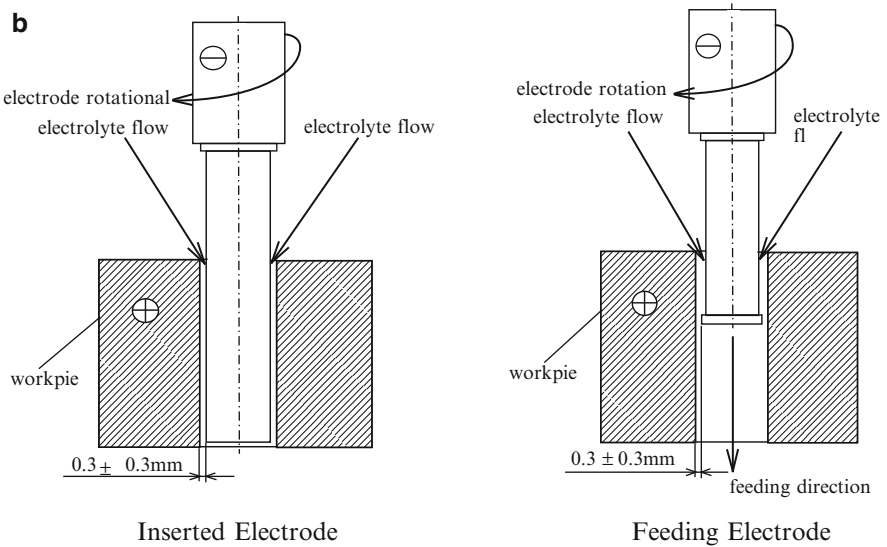 b
electrode rotational
electrolyte flow
electrolyte flow
workpie
0.3 ± 0.3mm
Inserted Electrode
electrode rotation
electrolyte flow
electrolyte
fl
workpie
0.3 ± 0.3mm
feeding direction
Feeding Electrode